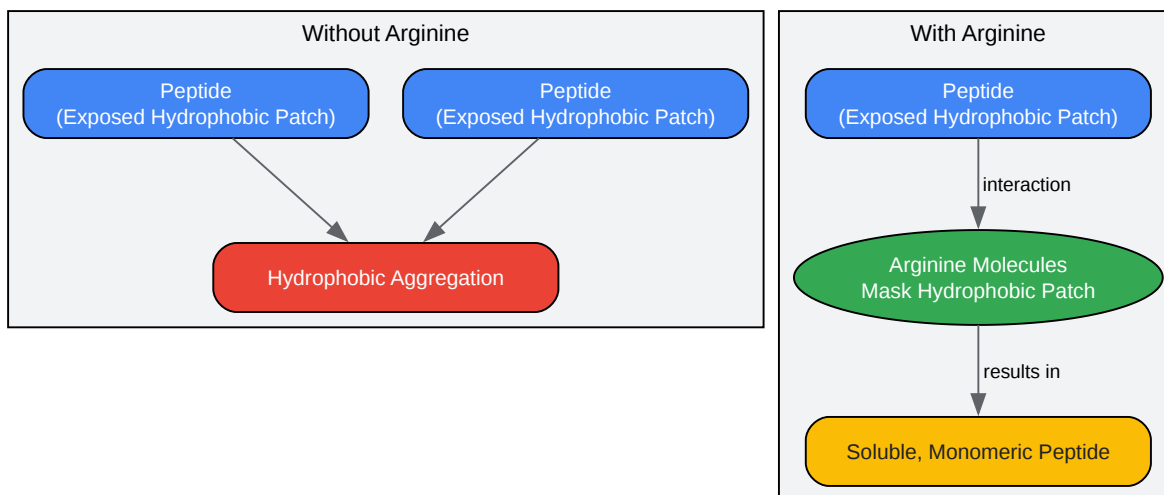 Without Arginine
Peptide
(Exposed Hydrophobic Patch)
Peptide
(Exposed Hydrophobic Patch)
Hydrophobic Aggregation
With Arginine
Peptide
(Exposed Hydrophobic Patch)
interaction
Arginine Molecules
Mask Hydrophobic Patch
results in
Soluble, Monomeric Peptide